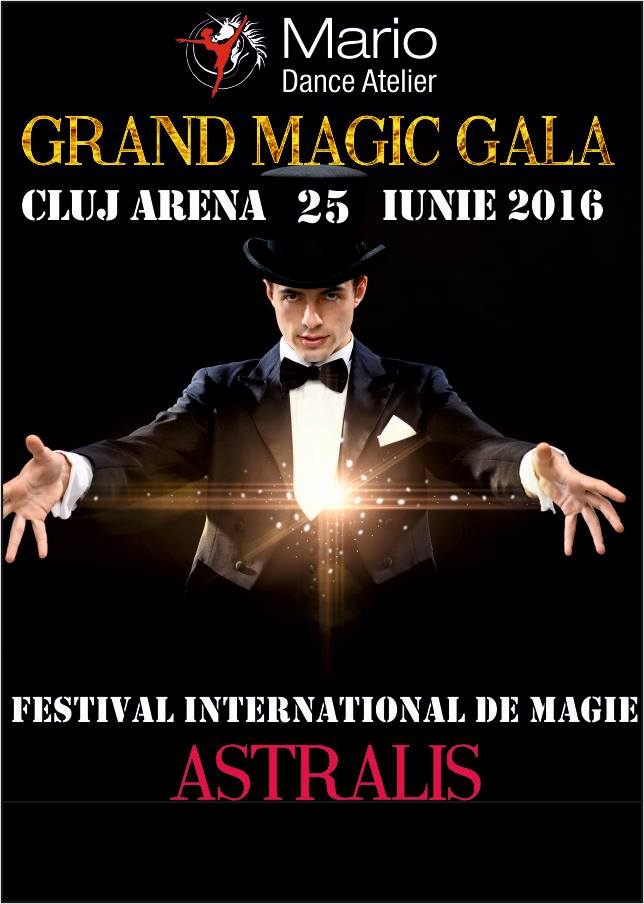 Mario
Dance Atelier
GRAND MAGIC GALA
CLUJ ARENA 25 IUNIE 2016
FESTIVAL INTERNATIONAL DE MAGIE
ASTRALIS